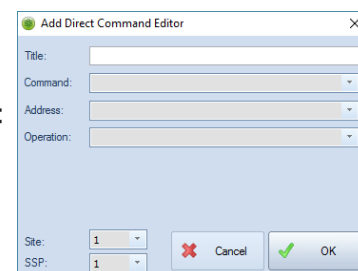 Add Direct Command Editor
Title:
Command:
Address:
Operation:
Site: 1
SSP: 1
Cancel
OK